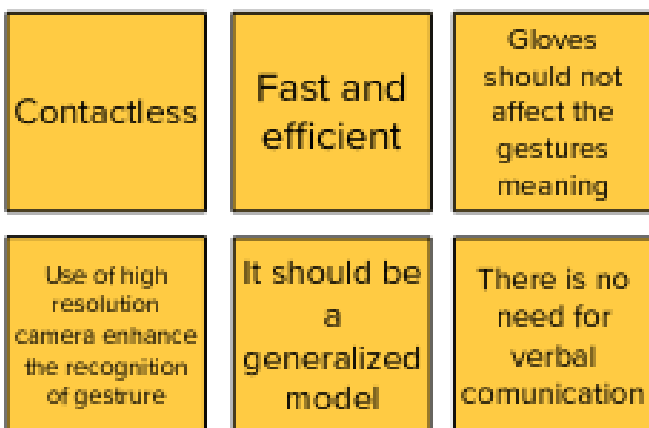 Contactless
Fast and
efficient
Gloves
should not
affect the
gestures
meaning
Use of high
resolution
camera enhance
the recognition
of gestrure
It should be
a
generalized
model
There is no
need for
verbal
comunication